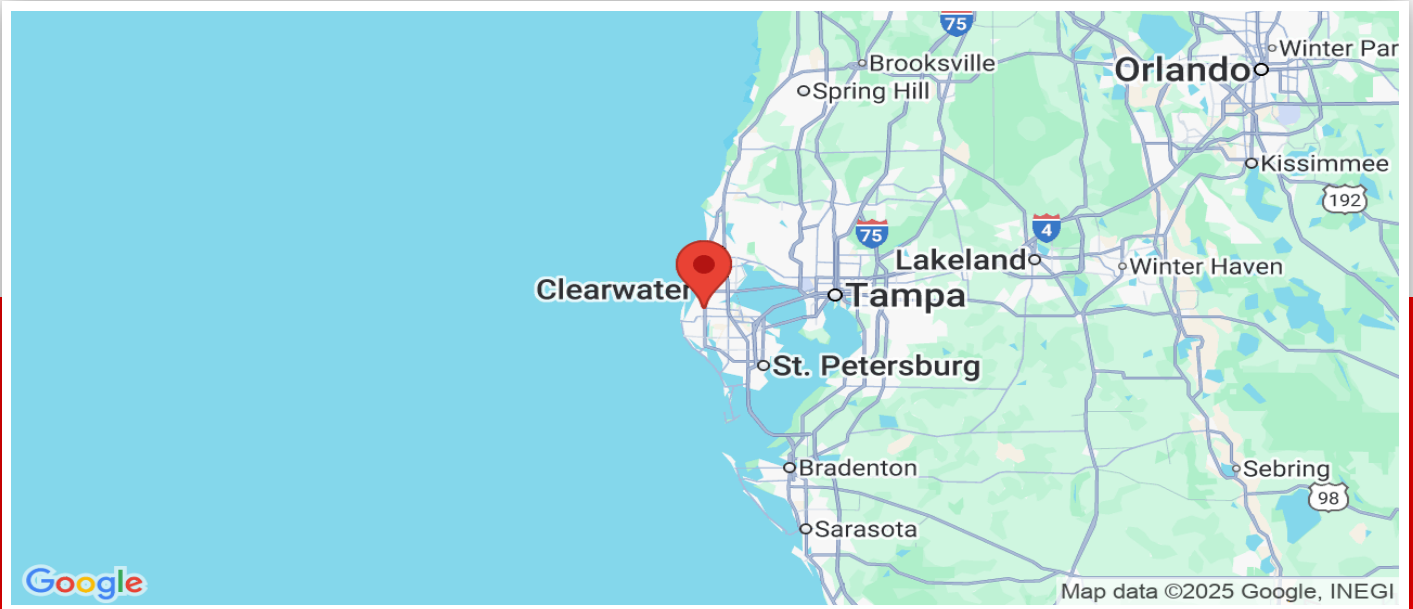 75
Winter Par
Brooksville
Orlando
Spring Hill
Kissimmee
192
75
4
Lakeland
Winter Haven
Clearwater
Tampa
St. Petersburg
Bradenton
Sebring
98
Sarasota
Google
Map data ©2025 Google, INEGI